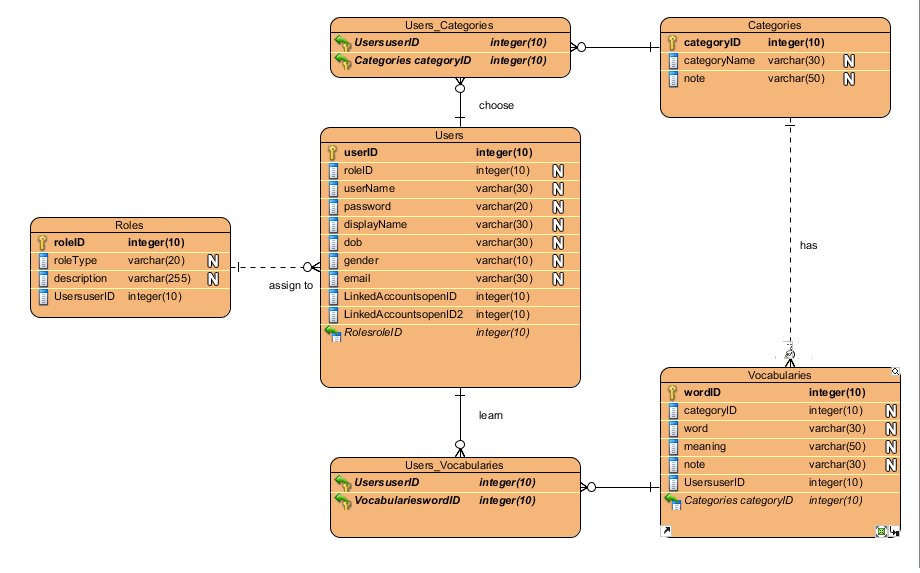 Users_Categories
UsersuserID integer(10)
Categories categoryID integer(10)
Categories
categoryID integer(10)
categoryName varchar(30) N
note varchar(50) N
choose
Users
userID integer(10)
roleID integer(10) N
userName varchar(30) N
password varchar(20) N
displayName varchar(30) N
dob varchar(30) N
gender varchar(10) N
email varchar(30) N
LinkedAccountsopenID integer(10)
LinkedAccountsopenID2 integer(10)
RolesroleID integer(10)
Roles
roleID integer(10)
roleType varchar(20) N
description varchar(255) N
UsersuserID integer(10)
assign to
has
learn
Users_Vocabularies
UsersuserID integer(10)
VocabularieswordID integer(10)
Vocabularies
wordID integer(10)
categoryID integer(10) N
word varchar(30) N
meaning varchar(50) N
note varchar(30) N
UsersuserID integer(10)
Categories categoryID integer(10)